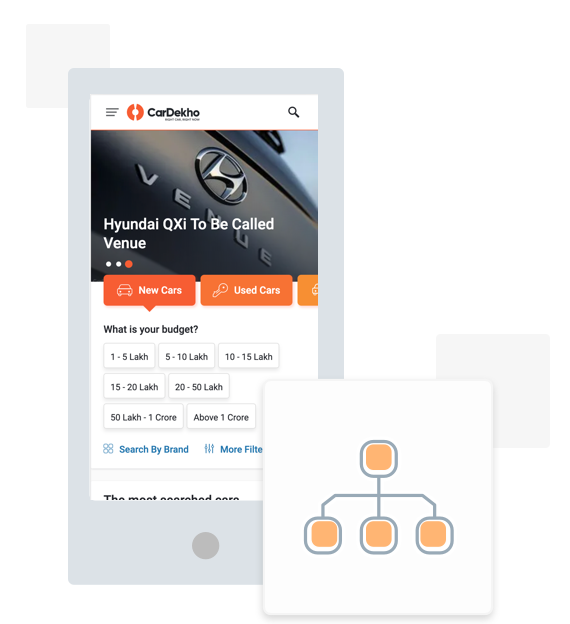 CarDekho
RIGHT CAR. RIGHT NOW.
VENUE
Hyundai QXi To Be Called
Venue
New Cars
Used Cars
What is your budget?
1 - 5 Lakh
5 - 10 Lakh
10 - 15 Lakh
15 - 20 Lakh
20 - 50 Lakh
50 Lakh - 1 Crore
Above 1 Crore
Search By Brand
More Filte
The most searched cars